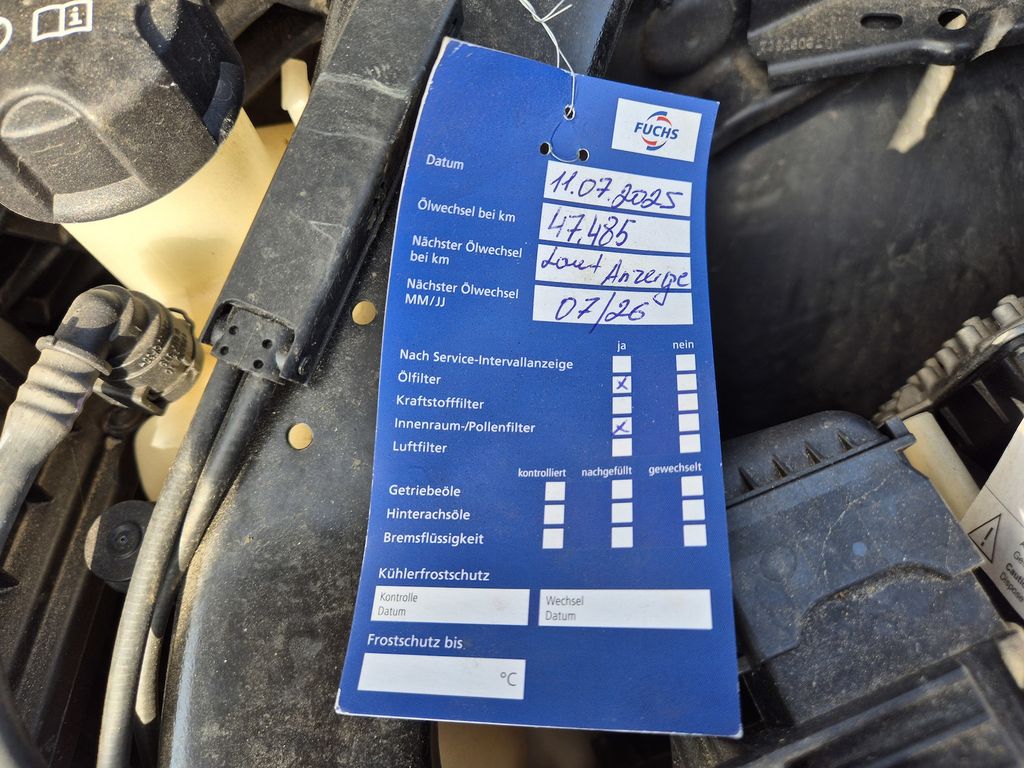 FUCHS
Datum 11.07.2025
Ölwechsel bei km 47.485
Nächster Ölwechsel
bei km Laut Anzeige
Nächster Ölwechsel
MM/JJ 07/26
ja nein
Nach Service-Intervallanzeige
Ölfilter x
Kraftstofffilter
Innenraum-/Pollenfilter x
Luftfilter
kontrolliert nachgefüllt gewechselt
Getriebeöle
Hinterachsöle
Bremsflüssigkeit
Kühlerfrostschutz
Kontrolle
Datum
Wechsel
Datum
Frostschutz bis
°C